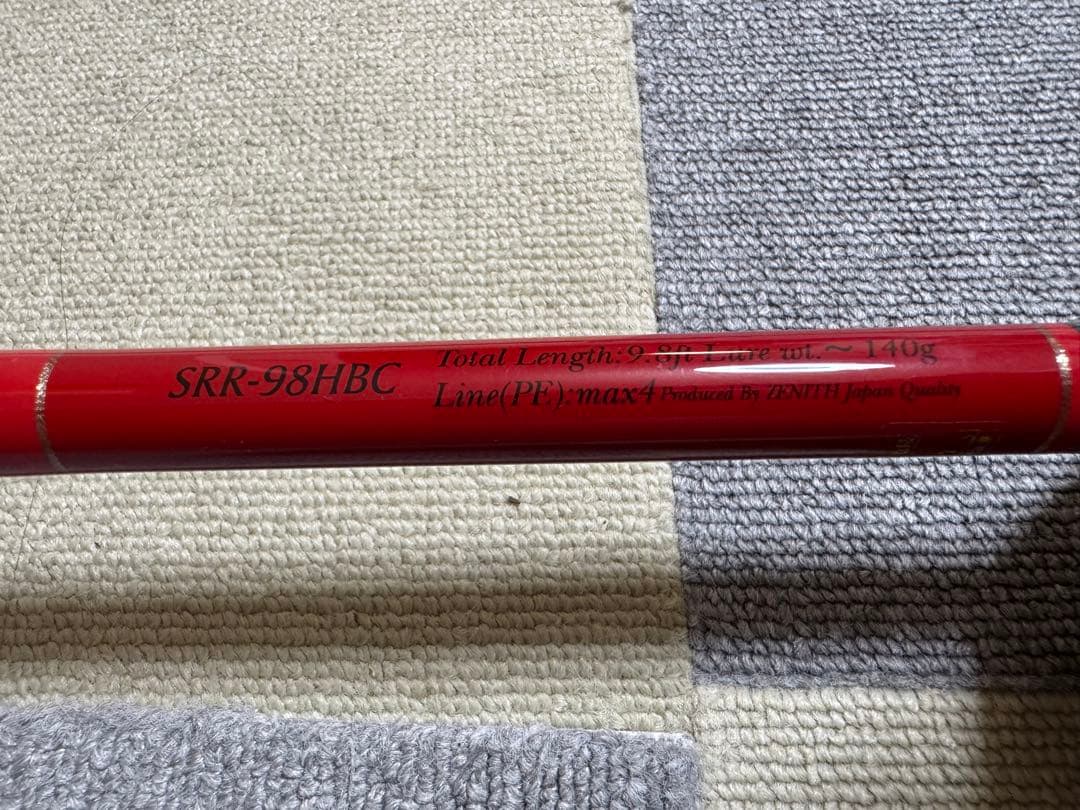 SRR-98HBC
Total Length:9.8ft Lure wt.~ 140g
Line(PE):max4 Produced By ZENITH Japan Quality